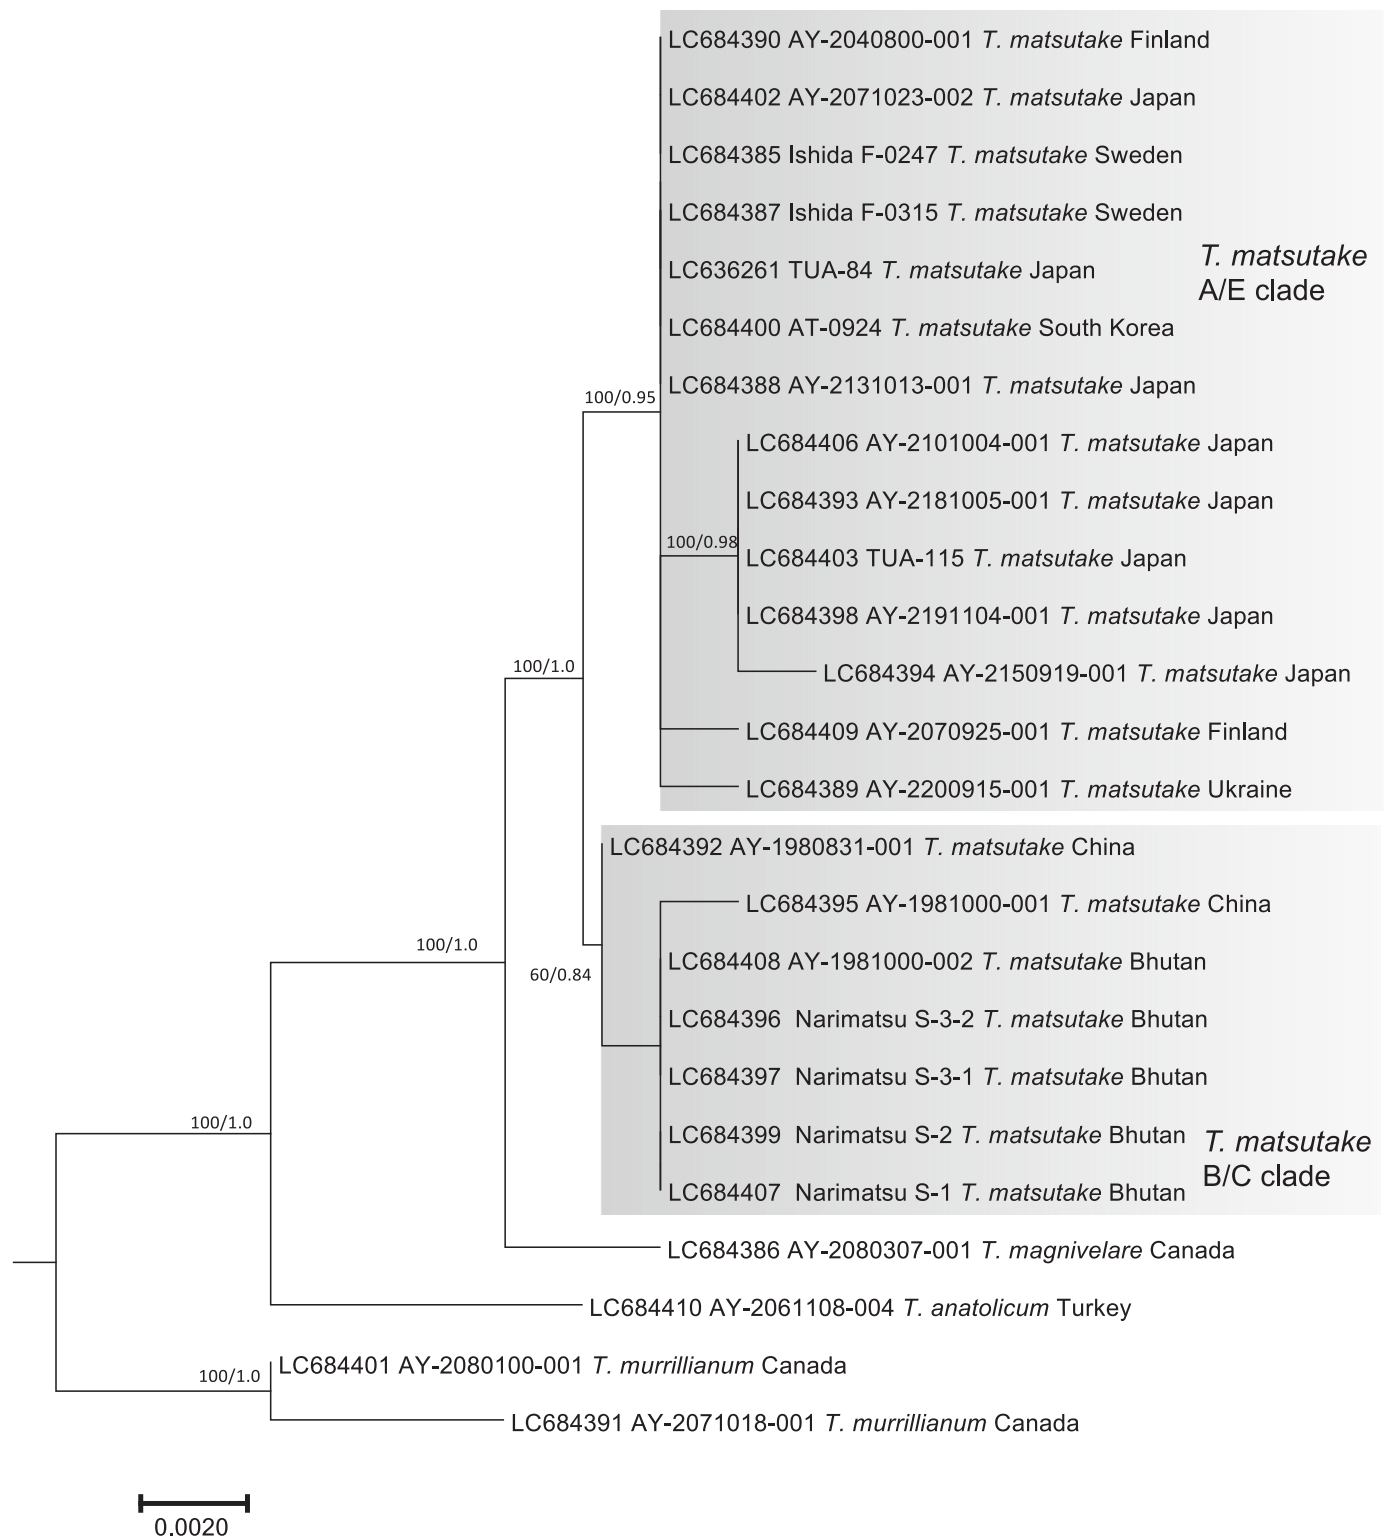 LC684390 AY-2040800-001 T. matsutake Finland
LC684402 AY-2071023-002 T. matsutake Japan
LC684385 Ishida F-0247 T. matsutake Sweden
LC684387 Ishida F-0315 T. matsutake Sweden
T. matsutake
A/E clade
LC636261 TUA-84 T. matsutake Japan
LC684400 AT-0924 T. matsutake South Korea
LC684388 AY-2131013-001 T. matsutake Japan
100/0.95
LC684406 AY-2101004-001 T. matsutake Japan
LC684393 AY-2181005-001 T. matsutake Japan
100/0.98
LC684403 TUA-115 T. matsutake Japan
LC684398 AY-2191104-001 T. matsutake Japan
100/1.0
LC684394 AY-2150919-001 T. matsutake Japan
LC684409 AY-2070925-001 T. matsutake Finland
LC684389 AY-2200915-001 T. matsutake Ukraine
LC684392 AY-1980831-001 T. matsutake China
LC684395 AY-1981000-001 T. matsutake China
100/1.0
60/0.84
LC684408 AY-1981000-002 T. matsutake Bhutan
LC684396 Narimatsu S-3-2 T. matsutake Bhutan
LC684397 Narimatsu S-3-1 T. matsutake Bhutan
100/1.0
LC684399 Narimatsu S-2 T. matsutake Bhutan
LC684407 Narimatsu S-1 T. matsutake Bhutan
T. matsutake
B/C clade
LC684386 AY-2080307-001 T. magnivelare Canada
LC684410 AY-2061108-004 T. anatolicum Turkey
LC684401 AY-2080100-001 T. murrillianum Canada
100/1.0
LC684391 AY-2071018-001 T. murrillianum Canada
0.0020